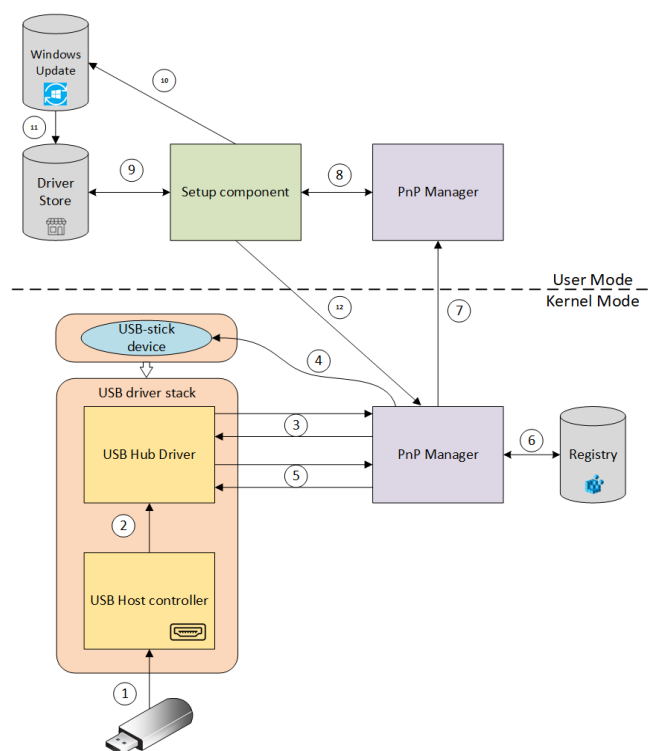 Windows
Update
10
11
Driver
Store
9
Setup component
8
PnP Manager
User Mode
Kernel Mode
12
7
USB-stick
device
4
USB driver stack
USB Hub Driver
3
5
PnP Manager
6
Registry
2
USB Host controller
1